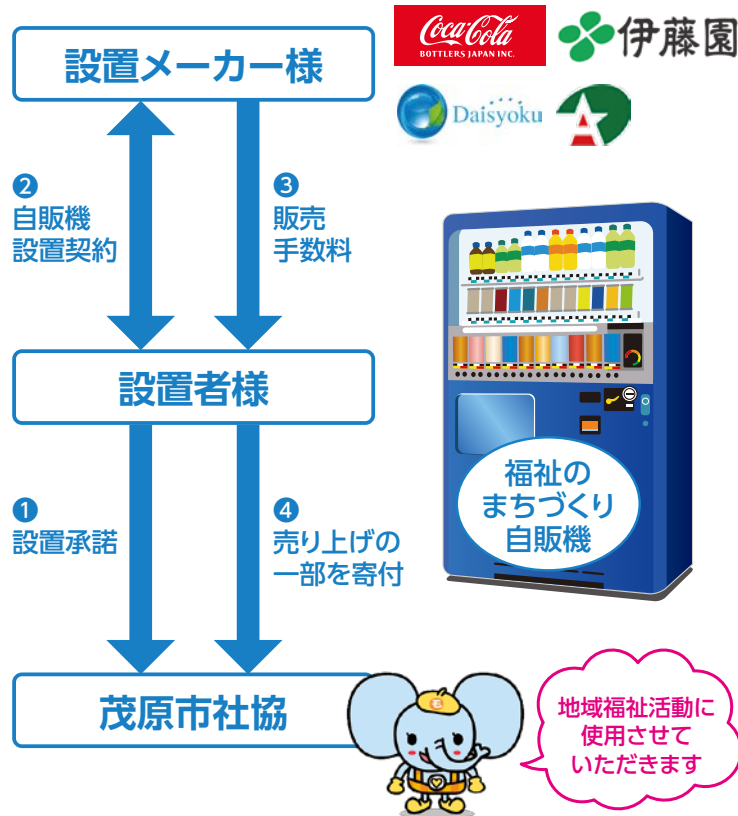 設置メーカー様
Coca-Cola
BOTTLERS JAPAN INC.
伊藤園
Daisyoku
A
❷
自販機
設置契約
❸
販売
手数料
設置者様
福祉の
まちづくり
自販機
❶
設置承諾
❹
売り上げの
一部を寄付
茂原市社協
地域福祉活動に
使用させて
いただきます